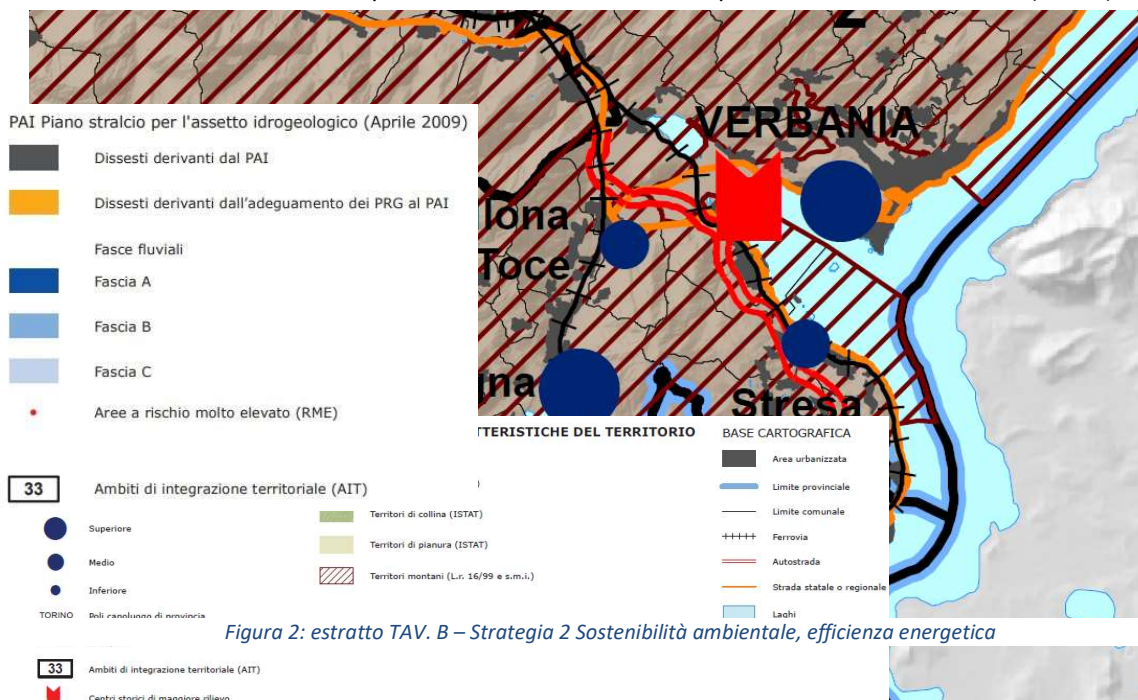 2
VERBANIA
Toce
Stresa
PAI Piano stralcio per l'assetto idrogeologico (Aprile 2009)
Dissesti derivanti dal PAI
Dissesti derivanti dall'adeguamento dei PRG al PAI
Fasce fluviali
Fascia A
Fascia B
Fascia C
Aree a rischio molto elevato (RME)
33 Ambiti di integrazione territoriale (AIT)
Superiore
Medio
Inferiore
TORINO Poli capoluogo di provincia
TTERISTICHE DEL TERRITORIO
Territori di collina (ISTAT)
Territori di pianura (ISTAT)
Territori montani (L.r. 16/99 e s.m.i.)
BASE CARTOGRAFICA
Area urbanizzata
Limite provinciale
Limite comunale
Ferrovia
Autostrada
Strada statale o regionale
Laghi
Figura 2: estratto TAV. B – Strategia 2 Sostenibilità ambientale, efficienza energetica
33 Ambiti di integrazione territoriale (AIT)
Centri storici di maggiore rilievo